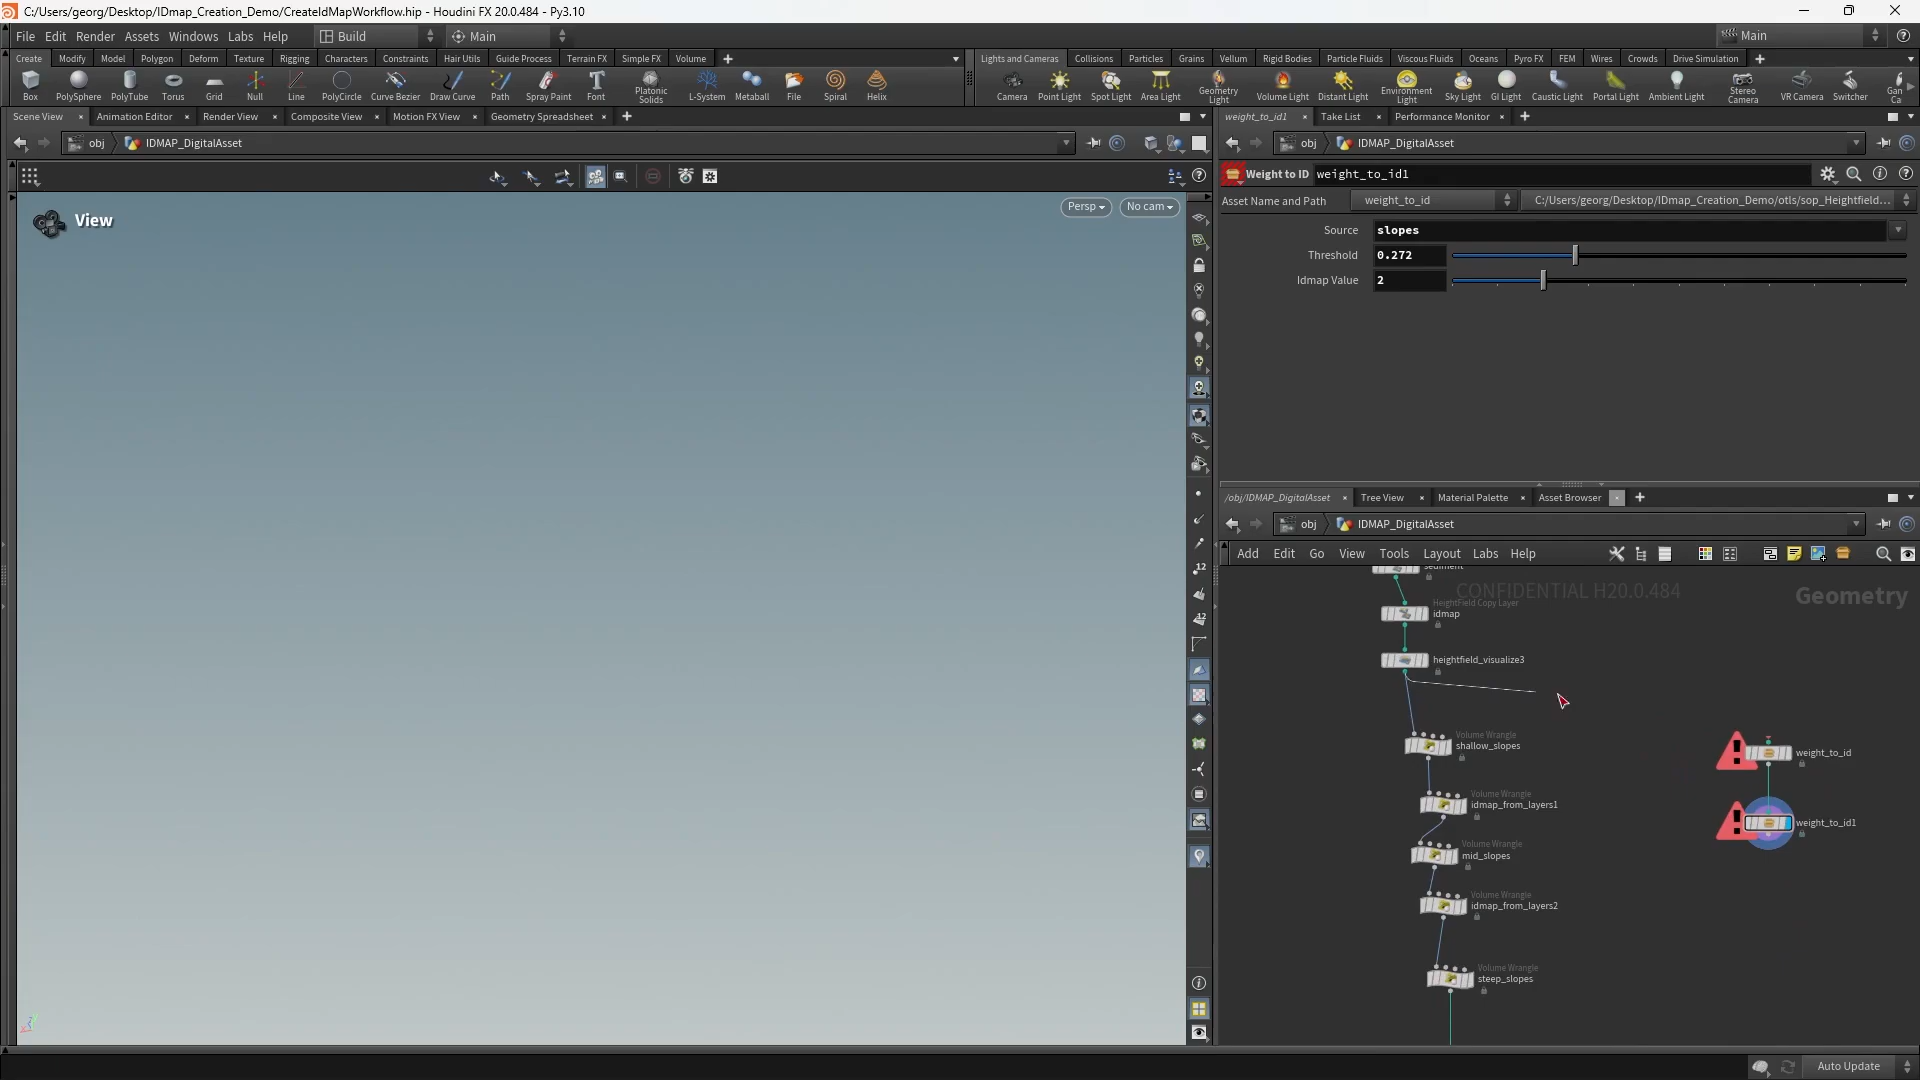 C:/Users/georg/Desktop/IDmap_Creation_Demo/CreateIdMapWorkflow.hip - Houdini FX 20.0.484 - Py3.10
File Edit Render Assets Windows Labs Help Build Main Main
Create Modify Model Polygon Deform Texture Rigging Characters Constraints Hair Utils Guide Process Terrain FX Simple FX Volume
Lights and Cameras Collisions Particles Grains Vellum Rigid Bodies Particle Fluids Viscous Fluids Oceans Pyro FX FEM Wires Crowds Drive Simulation
Box PolySphere PolyTube Torus Grid Null Line PolyCircle Curve Bezier Draw Curve Path Spray Paint Font Platonic Solids L-System Metaball File Spiral Helix
Camera Point Light Spot Light Area Light Geometry Light Volume Light Distant Light Environment Light Sky Light GI Light Caustic Light Portal Light Ambient Light Stereo Camera VR Camera Switcher Gan Ca
Scene View Animation Editor Render View Composite View Motion FX View Geometry Spreadsheet
weight_to_id1 Take List Performance Monitor
obj IDMAP_DigitalAsset
obj IDMAP_DigitalAsset
Weight to ID weight_to_id1
Asset Name and Path weight_to_id C:/Users/georg/Desktop/IDmap_Creation_Demo/otls/sop_Heightfield...
View
Persp No cam
Source slopes
Threshold 0.272
Idmap Value 2
/obj/IDMAP_DigitalAsset Tree View Material Palette Asset Browser
obj IDMAP_DigitalAsset
Add Edit Go View Tools Layout Labs Help
sediment
CONFIDENTIAL H20.0.484
Geometry
HeightField Copy Layer
idmap
heightfield_visualize3
Volume Wrangle
shallow_slopes
weight_to_id
Volume Wrangle
idmap_from_layers1
weight_to_id1
Volume Wrangle
mid_slopes
Volume Wrangle
idmap_from_layers2
Volume Wrangle
steep_slopes
12
12
Auto Update